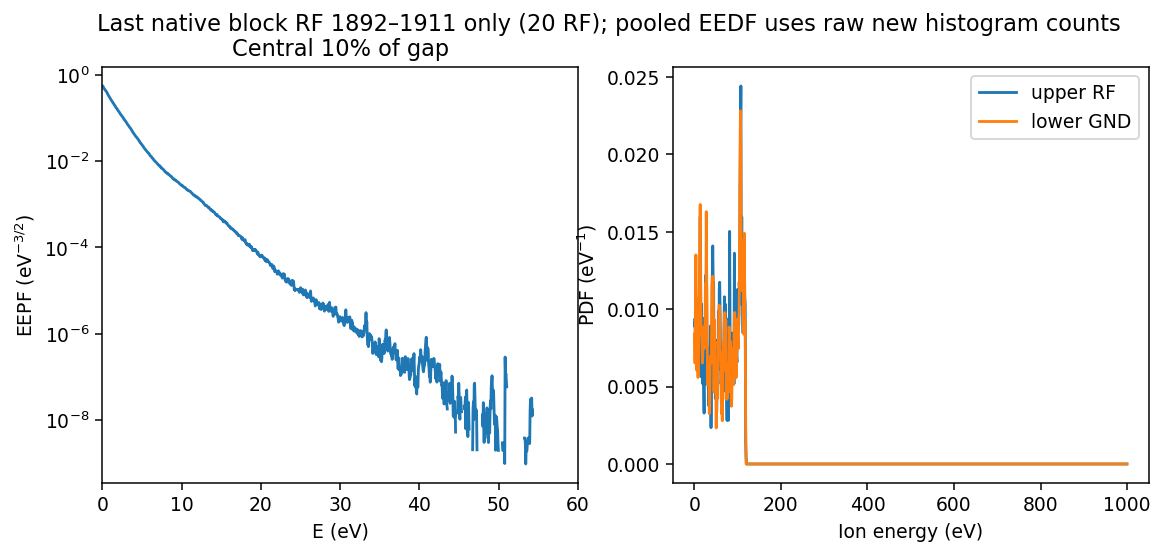 Last native block RF 1892–1911 only (20 RF); pooled EEDF uses raw new histogram counts
Central 10% of gap
EEPF (eV⁻³/²)
10⁰
10⁻²
10⁻⁴
10⁻⁶
10⁻⁸
0 10 20 30 40 50 60
E (eV)
PDF (eV⁻¹)
0.025
0.020
0.015
0.010
0.005
0.000
upper RF
lower GND
0 200 400 600 800 1000
Ion energy (eV)